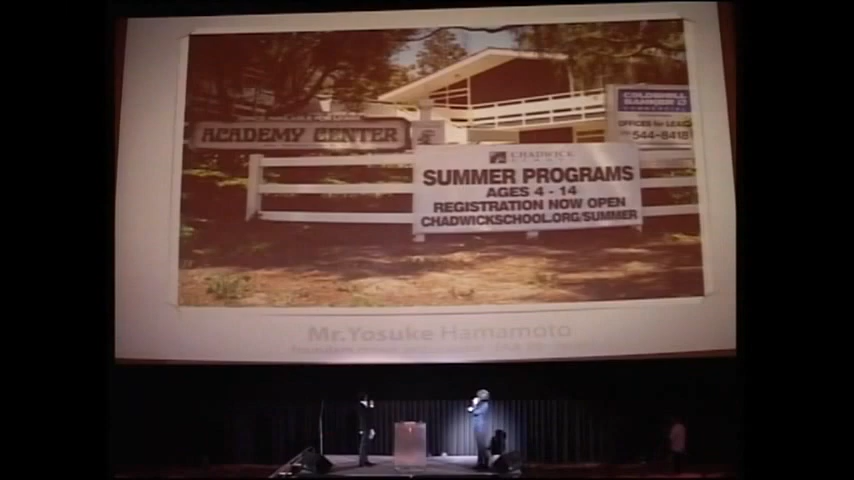 ACADEMY CENTER
COLDWELL
BANKER
COMMERCIAL
OFFICES for LEASE
544-8418
CHADWICK
SUMMER PROGRAMS
AGES 4 - 14
REGISTRATION NOW OPEN
CHADWICKSCHOOL.ORG/SUMMER
Mr.Yosuke Hamamoto